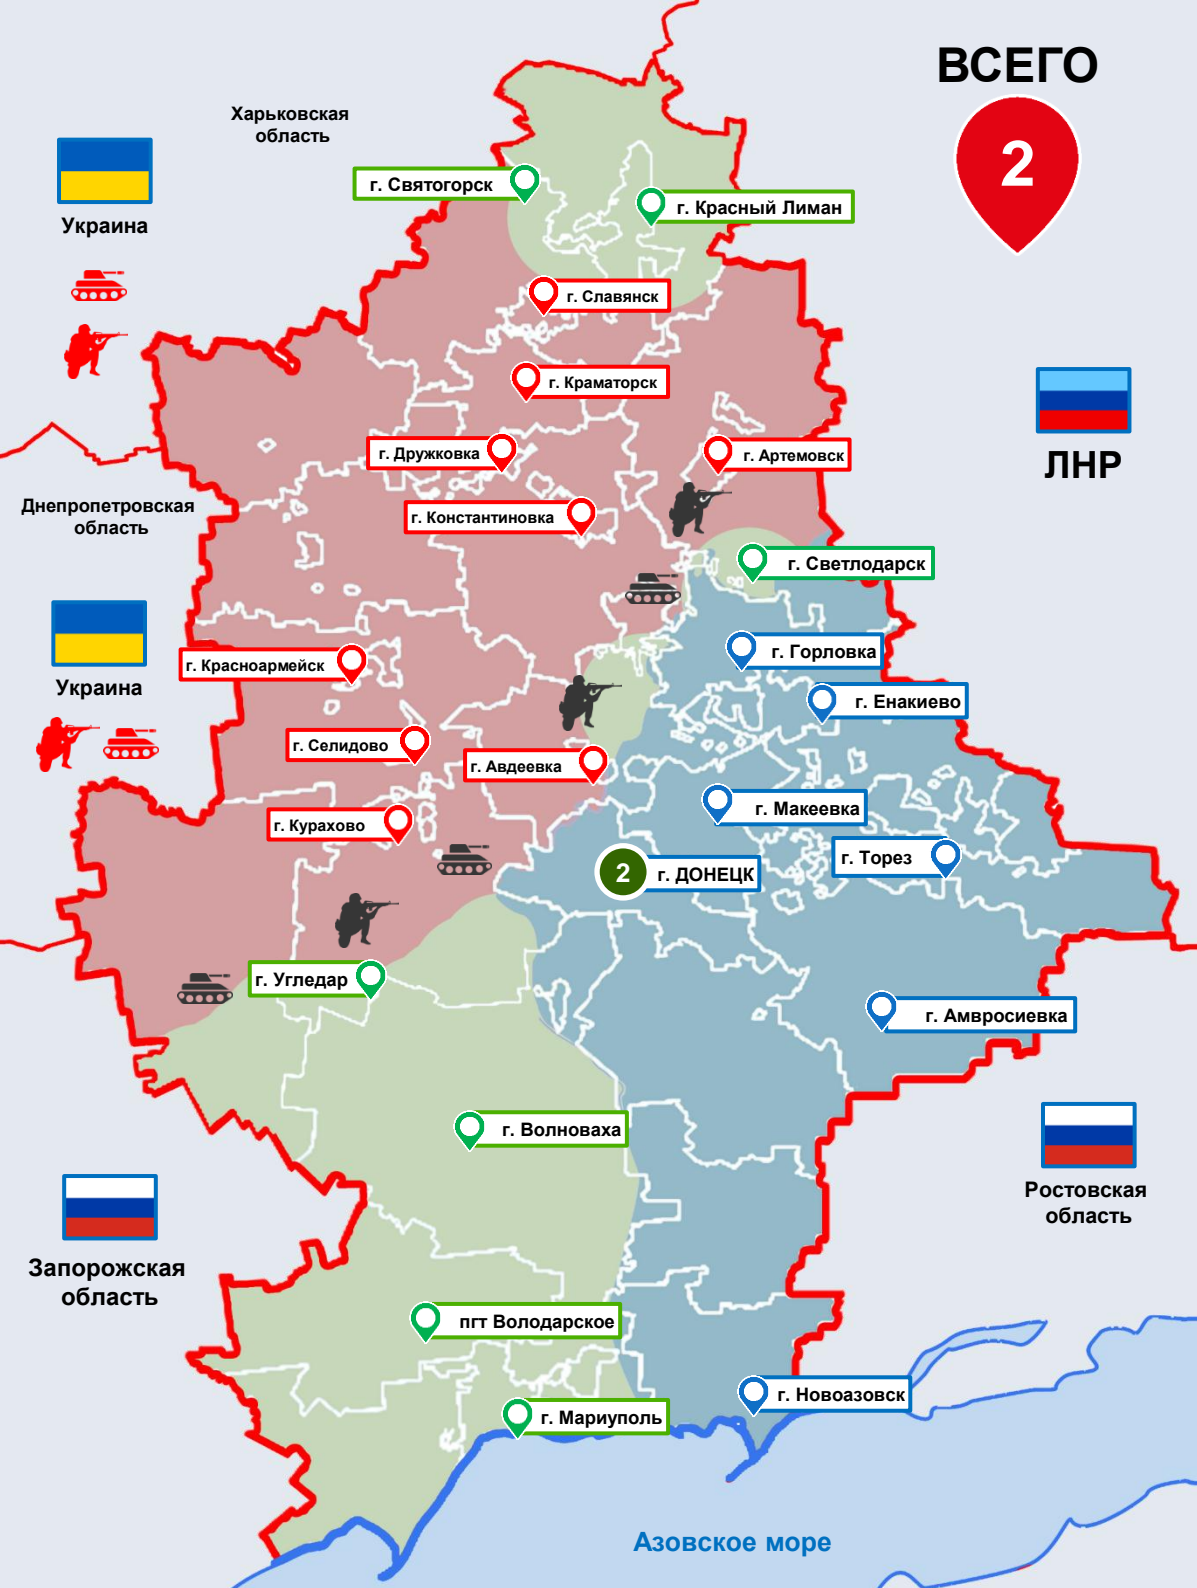 ВСЕГО
2
Харьковская
область
Украина
г. Святогорск
г. Красный Лиман
г. Славянск
г. Краматорск
ЛНР
г. Дружковка
г. Артемовск
Днепропетровская
область
г. Константиновка
г. Светлодарск
Украина
г. Красноармейск
г. Горловка
г. Енакиево
г. Селидово
г. Авдеевка
г. Курахово
г. Макеевка
г. Торез
2
г. ДОНЕЦК
г. Угледар
г. Амвросиевка
г. Волноваха
Ростовская
область
Запорожская
область
пгт Володарское
г. Новоазовск
г. Мариуполь
Азовское море